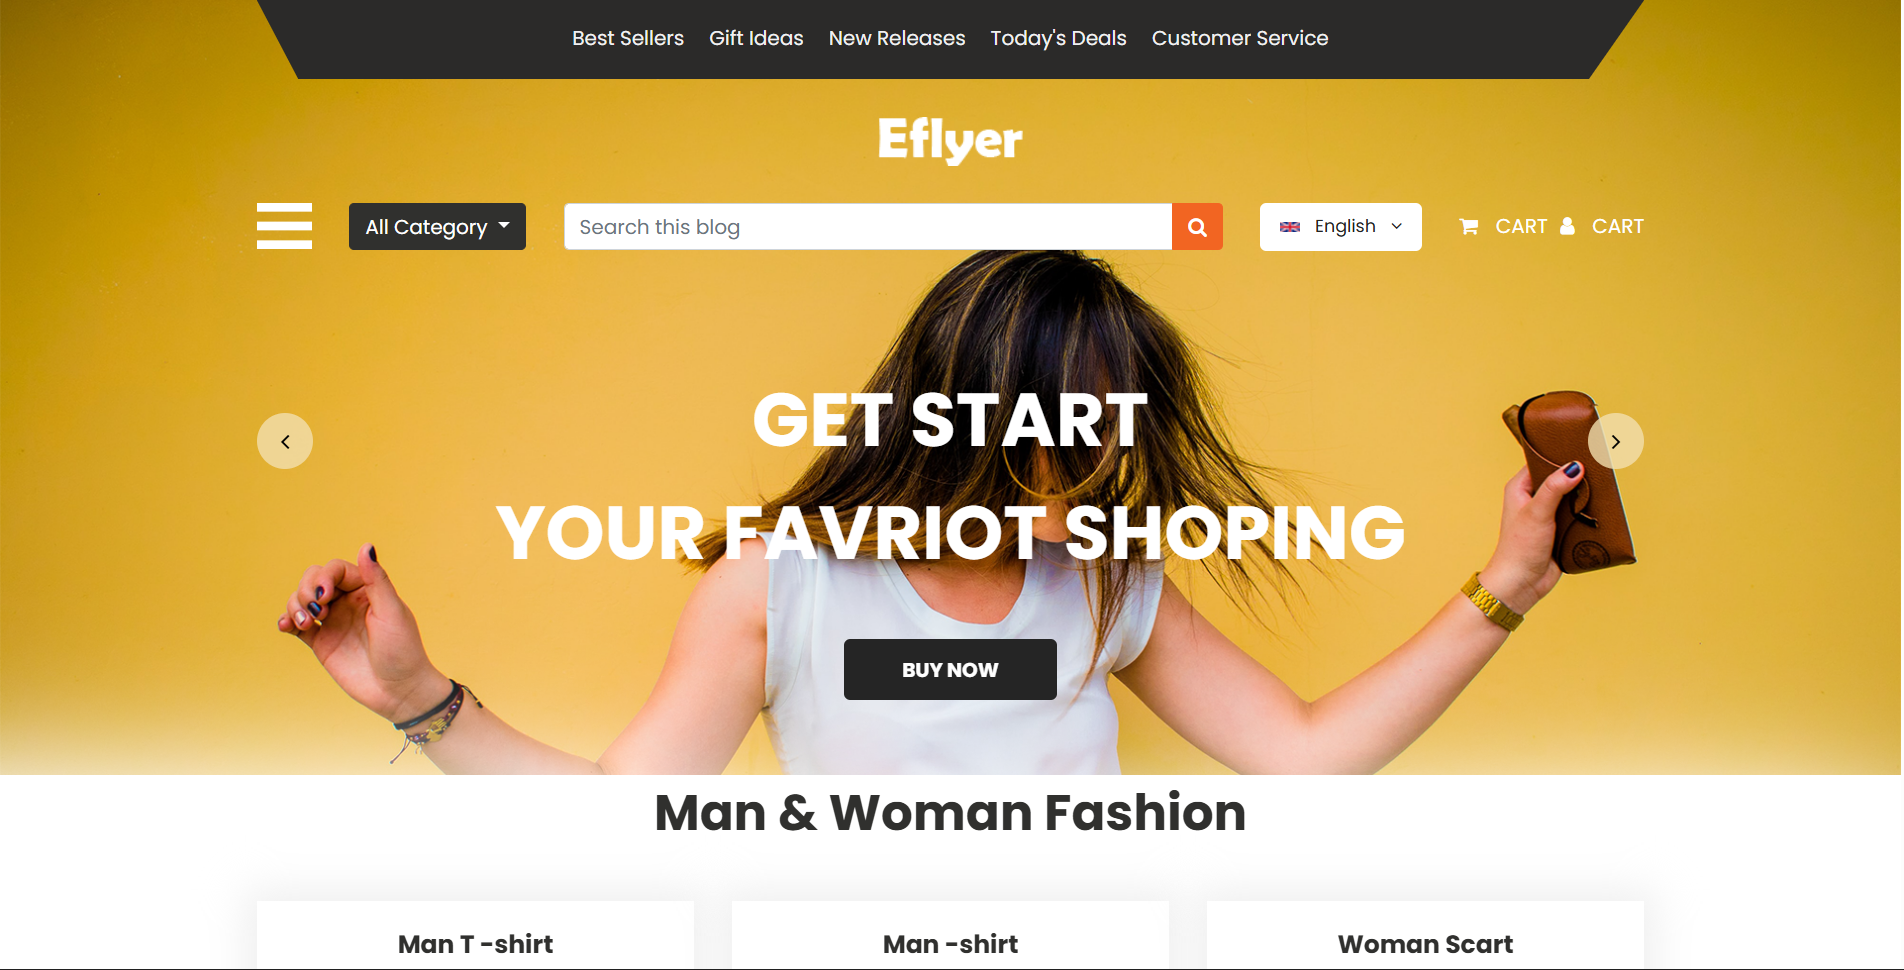 Best Sellers Gift Ideas New Releases Today's Deals Customer Service
Eflyer
All Category Search this blog English CART CART
GET START
YOUR FAVRIOT SHOPING
BUY NOW
Man & Woman Fashion
Man T -shirt Man -shirt Woman Scart